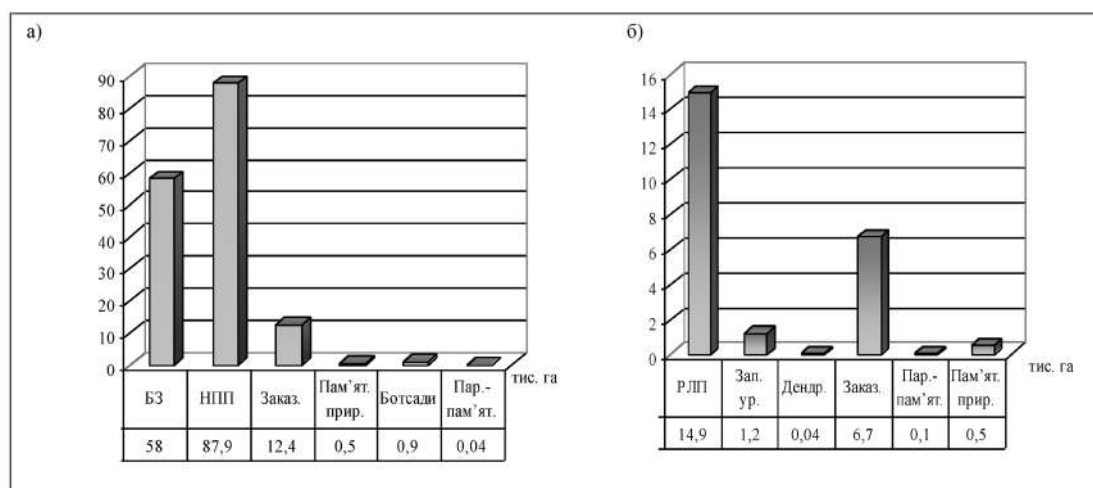 а)
90
80
70
60
50
40
30
20
10
0
тис. га
БЗ НПП Заказ. Пам’ят. прир. Ботсади Пар.- пам’ят.
58 87,9 12,4 0,5 0,9 0,04
б)
16
14
12
10
8
6
4
2
0
тис. га
РЛП Зап. ур. Дендр. Заказ. Пар.- пам’ят. Пам’ят. прир.
14,9 1,2 0,04 6,7 0,1 0,5